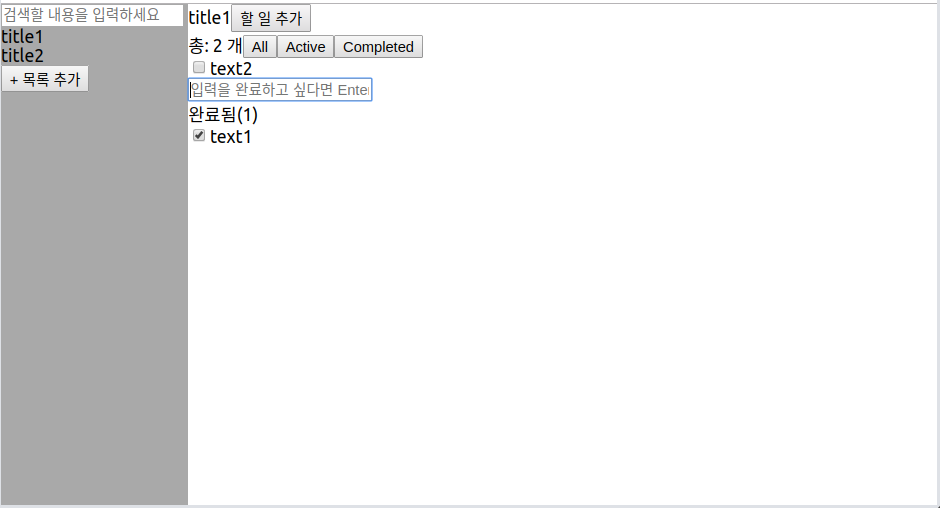 검색할 내용을 입력하세요
title1
title2
+ 목록 추가
title1 할 일 추가
총: 2 개 All Active Completed
text2
입력을 완료하고 싶다면 Enter
완료됨(1)
text1